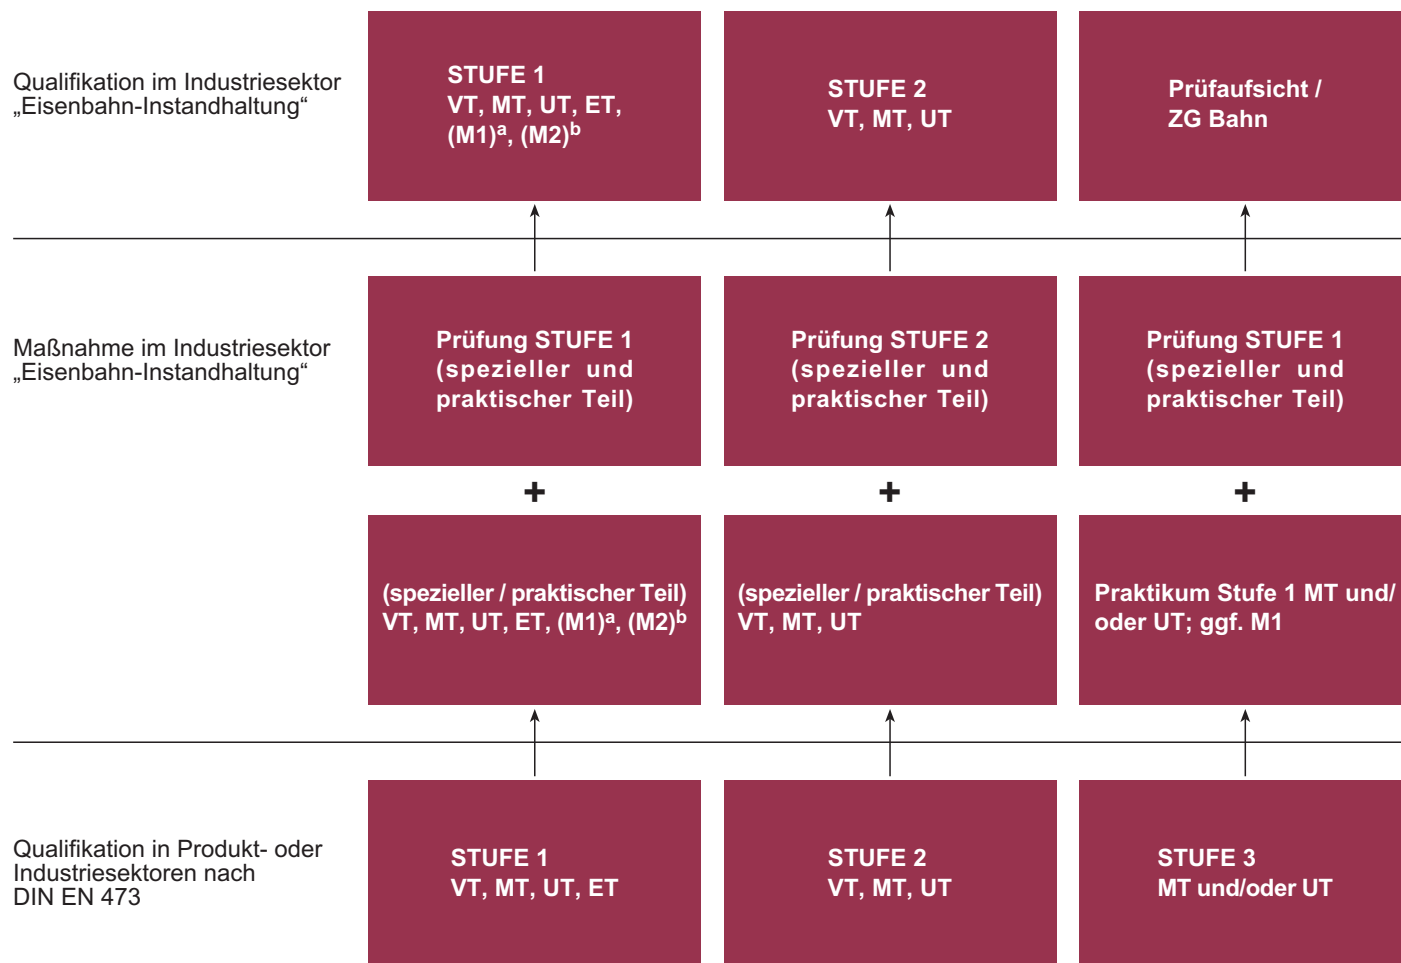 Qualifikation im Industriesektor
„Eisenbahn-Instandhaltung“
STUFE 1
VT, MT, UT, ET,
(M1)ᵃ, (M2)ᵇ
STUFE 2
VT, MT, UT
Prüfaufsicht /
ZG Bahn
Maßnahme im Industriesektor
„Eisenbahn-Instandhaltung“
Prüfung STUFE 1
(spezieller und
praktischer Teil)
Prüfung STUFE 2
(spezieller und
praktischer Teil)
Prüfung STUFE 1
(spezieller und
praktischer Teil)
+
+
+
(spezieller / praktischer Teil)
VT, MT, UT, ET, (M1)ᵃ, (M2)ᵇ
(spezieller / praktischer Teil)
VT, MT, UT
Praktikum Stufe 1 MT und/
oder UT; ggf. M1
Qualifikation in Produkt- oder
Industriesektoren nach
DIN EN 473
STUFE 1
VT, MT, UT, ET
STUFE 2
VT, MT, UT
STUFE 3
MT und/oder UT